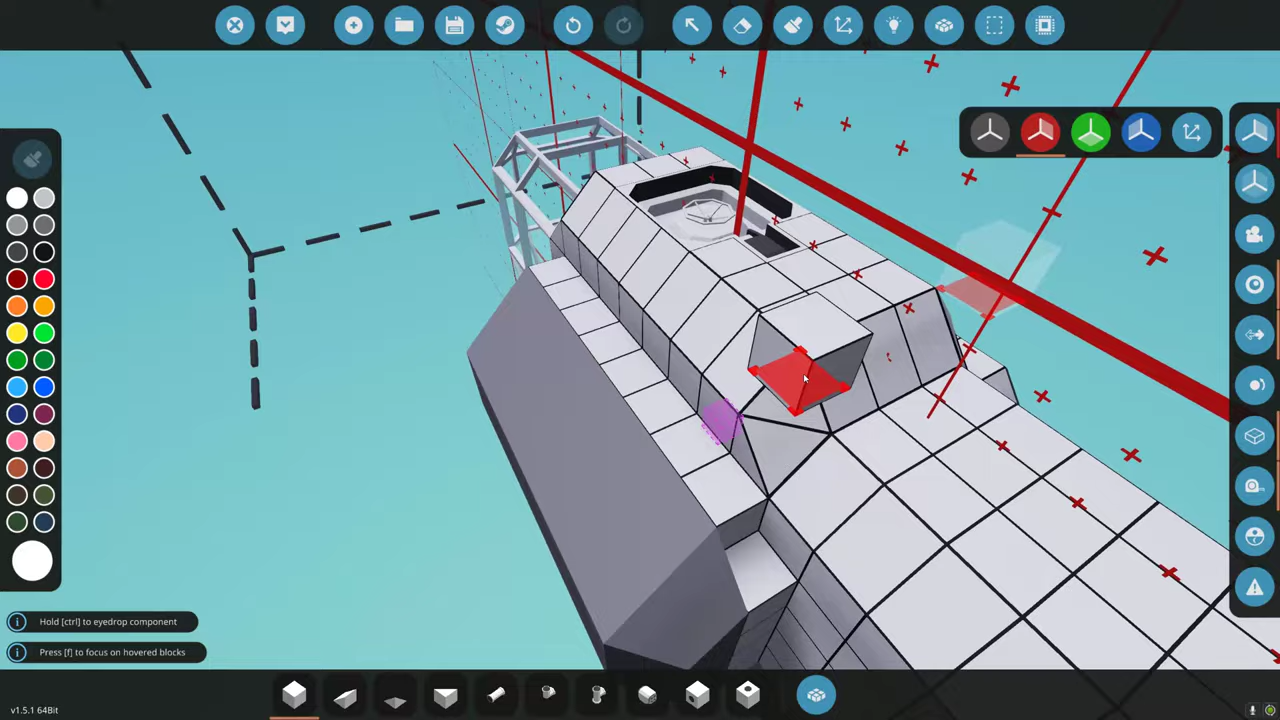 Hold [ctrl] to eyedrop component
Press [f] to focus on hovered blocks
v1.5.1 64Bit